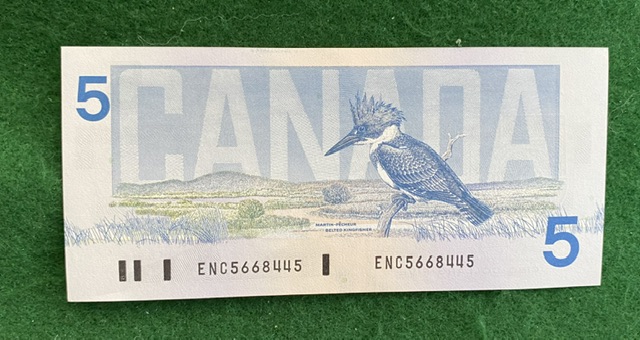 5
CANADA
MARTIN-PÊCHEUR
BELTED KINGFISHER
5
ENC5668445 ENC5668445